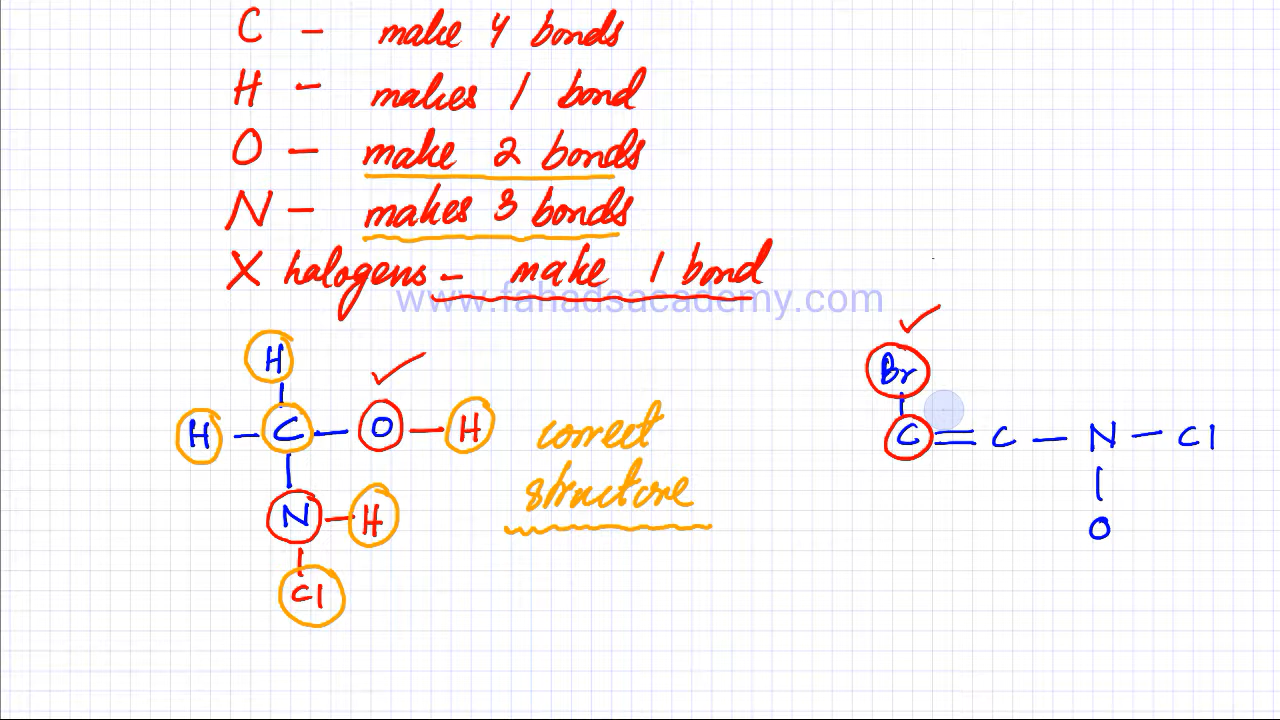 C - make 4 bonds
H - makes 1 bond
O - make 2 bonds
N - makes 3 bonds
X halogens - make 1 bond
www.fahadsacademy.com
H
H - C - O - H
N - H
Cl
correct
structure
Br
C = C - N - Cl
O